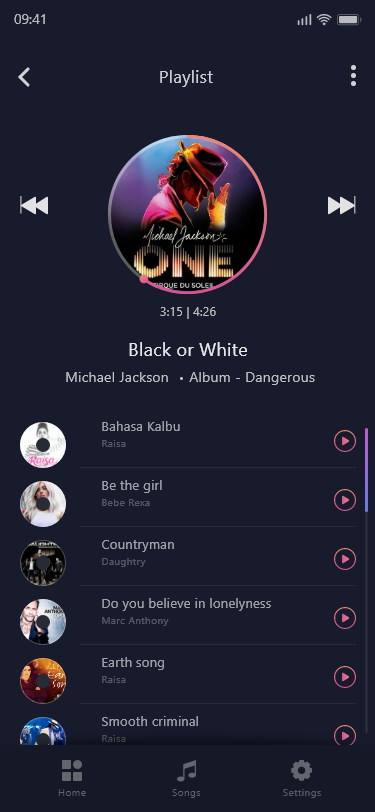 09:41
Playlist
Michael Jackson
ONE
CIRQUE DU SOLEIL
3:15 | 4:26
Black or White
Michael Jackson • Album - Dangerous
Bahasa Kalbu
Raisa
Raisa
Be the girl
Bebe Rexa
Countryman
Daughtry
Do you believe in lonelyness
Marc Anthony
Earth song
Raisa
Smooth criminal
Raisa
Home
Songs
Settings